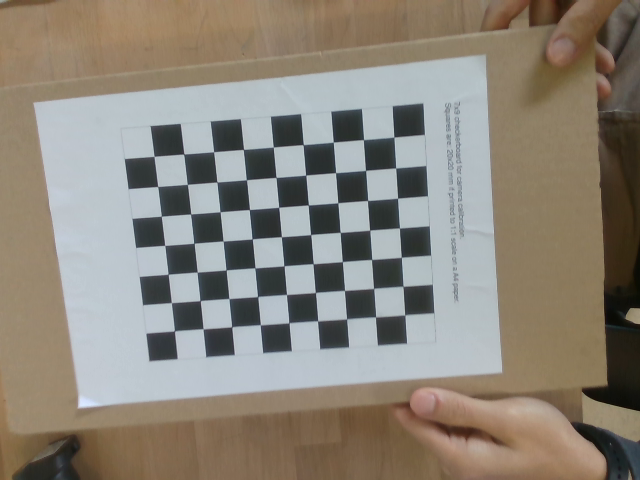 7x9 checkerboard for camera calibration.
Squares are: 20x20 mm if printed to 1:1 scale on a A4 paper.